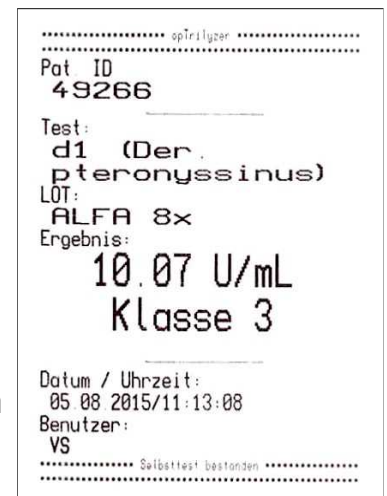 opTrilyzer
Pat. ID
49266
Test:
d1 (Der.
pteronyssinus)
LOT:
ALFA 8x
Ergebnis:
10.07 U/mL
Klasse 3
Datum / Uhrzeit:
05.08.2015/11:13:08
Benutzer:
VS
Selbsttest bestanden